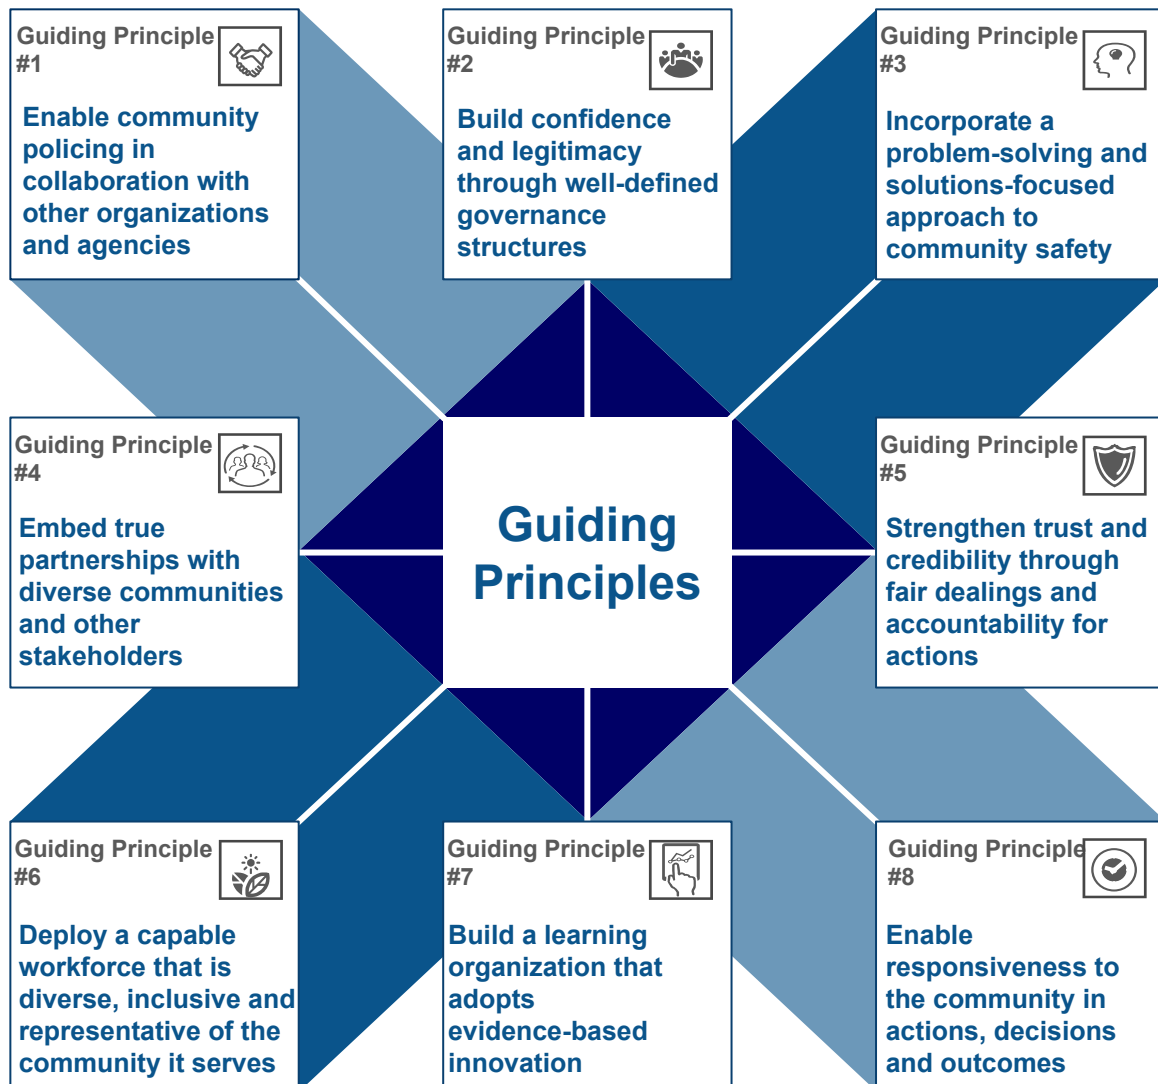 Guiding Principle
#1
Enable community
policing in
collaboration with
other organizations
and agencies
Guiding Principle
#2
Build confidence
and legitimacy
through well-defined
governance
structures
Guiding Principle
#3
Incorporate a
problem-solving and
solutions-focused
approach to
community safety
Guiding Principle
#4
Embed true
partnerships with
diverse communities
and other
stakeholders
Guiding
Principles
Guiding Principle
#5
Strengthen trust and
credibility through
fair dealings and
accountability for
actions
Guiding Principle
#6
Deploy a capable
workforce that is
diverse, inclusive and
representative of the
community it serves
Guiding Principle
#7
Build a learning
organization that
adopts
evidence-based
innovation
Guiding Principle
#8
Enable
responsiveness to
the community in
actions, decisions
and outcomes